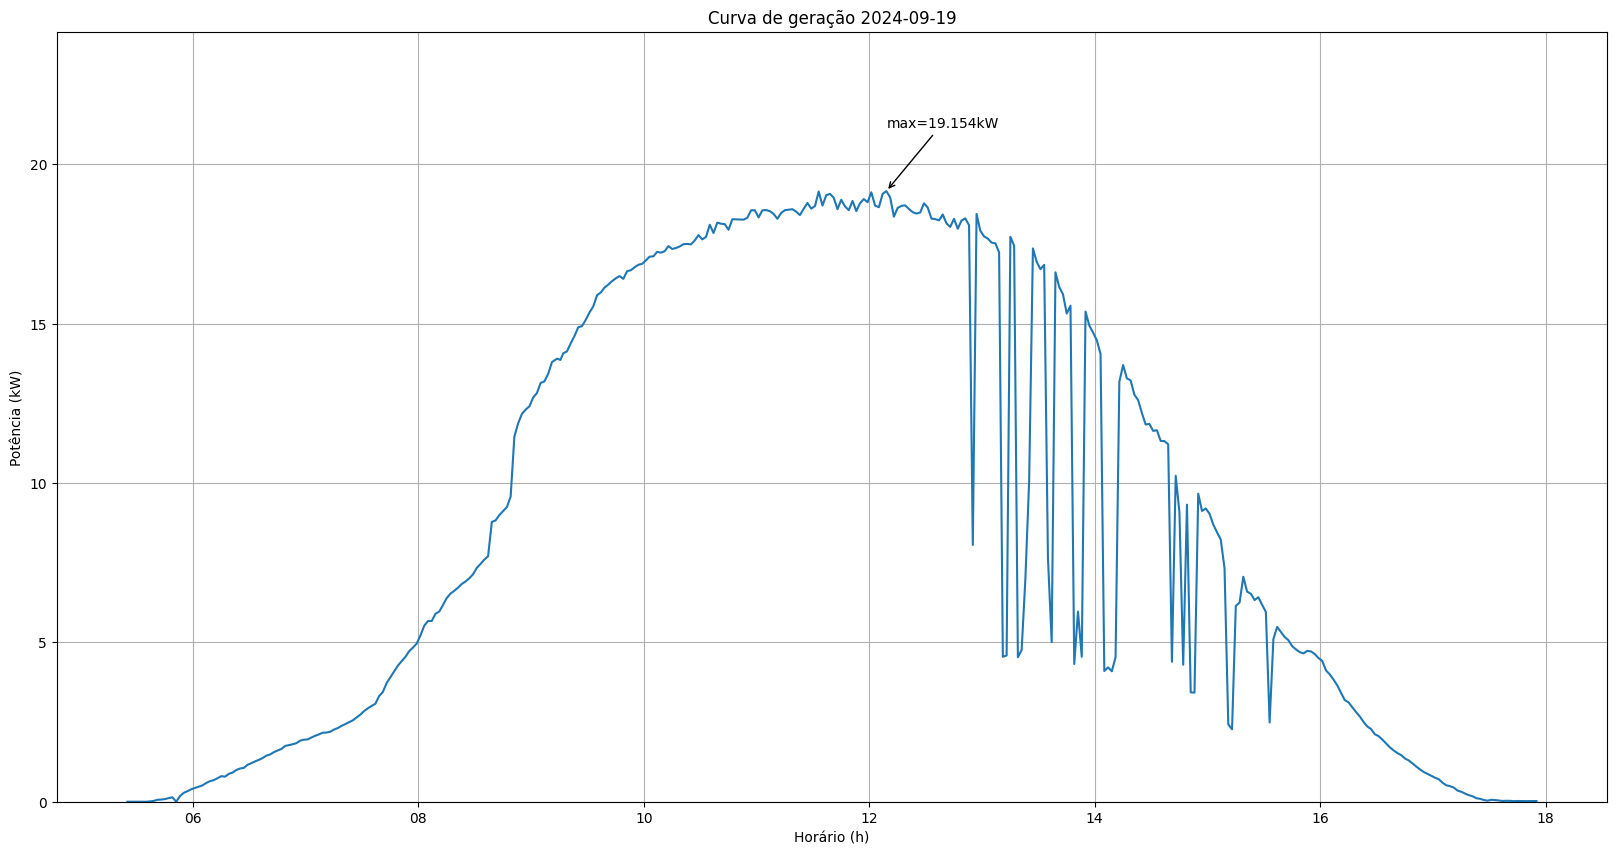 Curva de geração 2024-09-19
max=19.154kW
20
15
10
5
0
Potência (kW)
06 08 10 12 14 16 18
Horário (h)